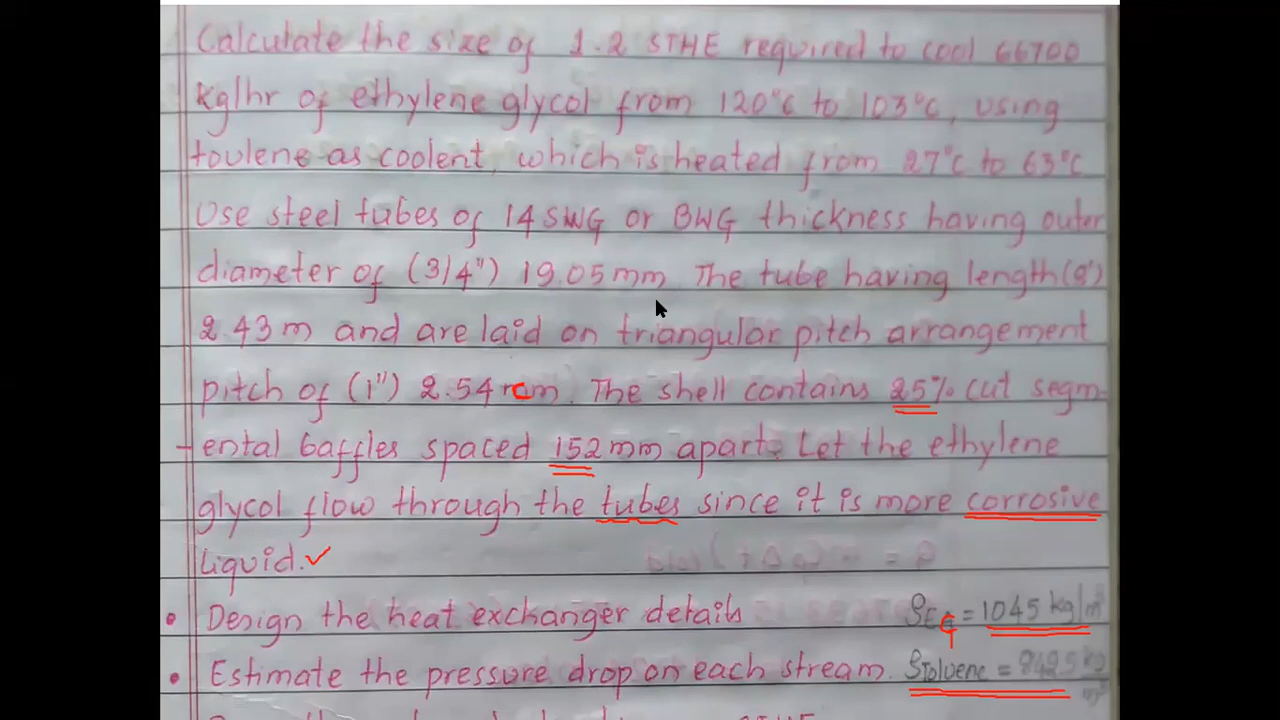 Calculate the size of 1.2 STHE required to cool 66700
Kg/hr of ethylene glycol from 120°c to 103°c, using
toulene as coolent, which is heated from 27°c to 63°c
Use steel tubes of 14 SWG or BWG thickness having outer
diameter of (3/4") 19.05 mm. The tube having length (8')
2.43 m and are laid on triangular pitch arrangement
pitch of (1") 2.54 cm. The shell contains 25% cut segm-
ental baffles spaced 152 mm apart. Let the ethylene
glycol flow through the tubes since it is more corrosive
liquid. ✓
• Design the heat exchanger details ρEG = 1045 kg/m³
• Estimate the pressure drop on each stream. ρToluene =